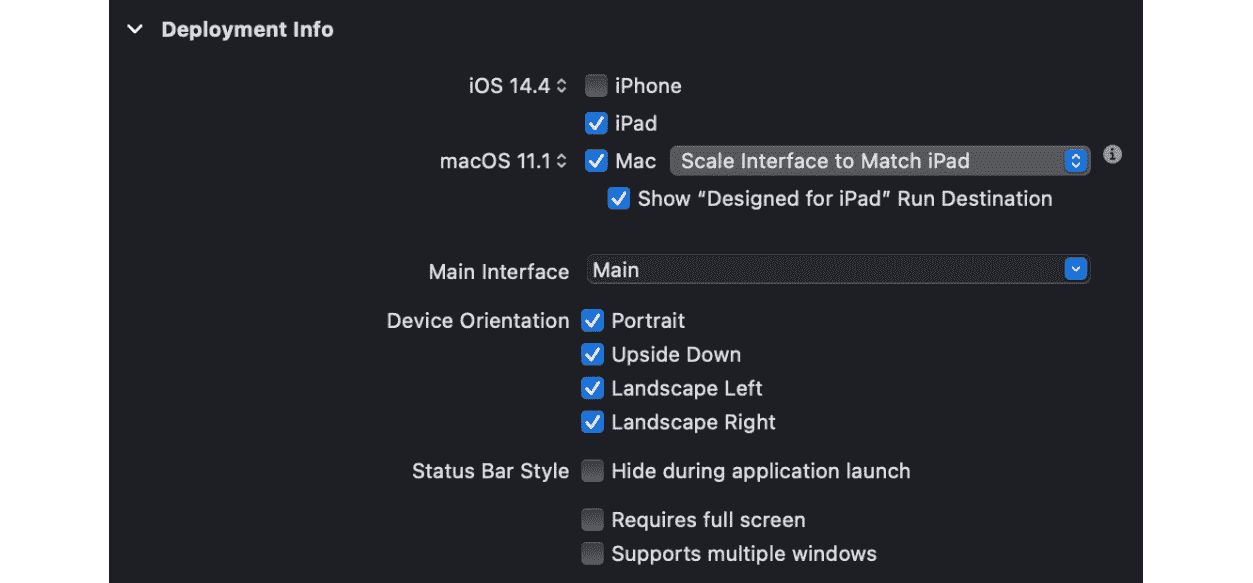 Deployment Info
iOS 14.4 iPhone
iPad
macOS 11.1 Mac Scale Interface to Match iPad
Show “Designed for iPad” Run Destination
Main Interface Main
Device Orientation Portrait
Upside Down
Landscape Left
Landscape Right
Status Bar Style Hide during application launch
Requires full screen
Supports multiple windows